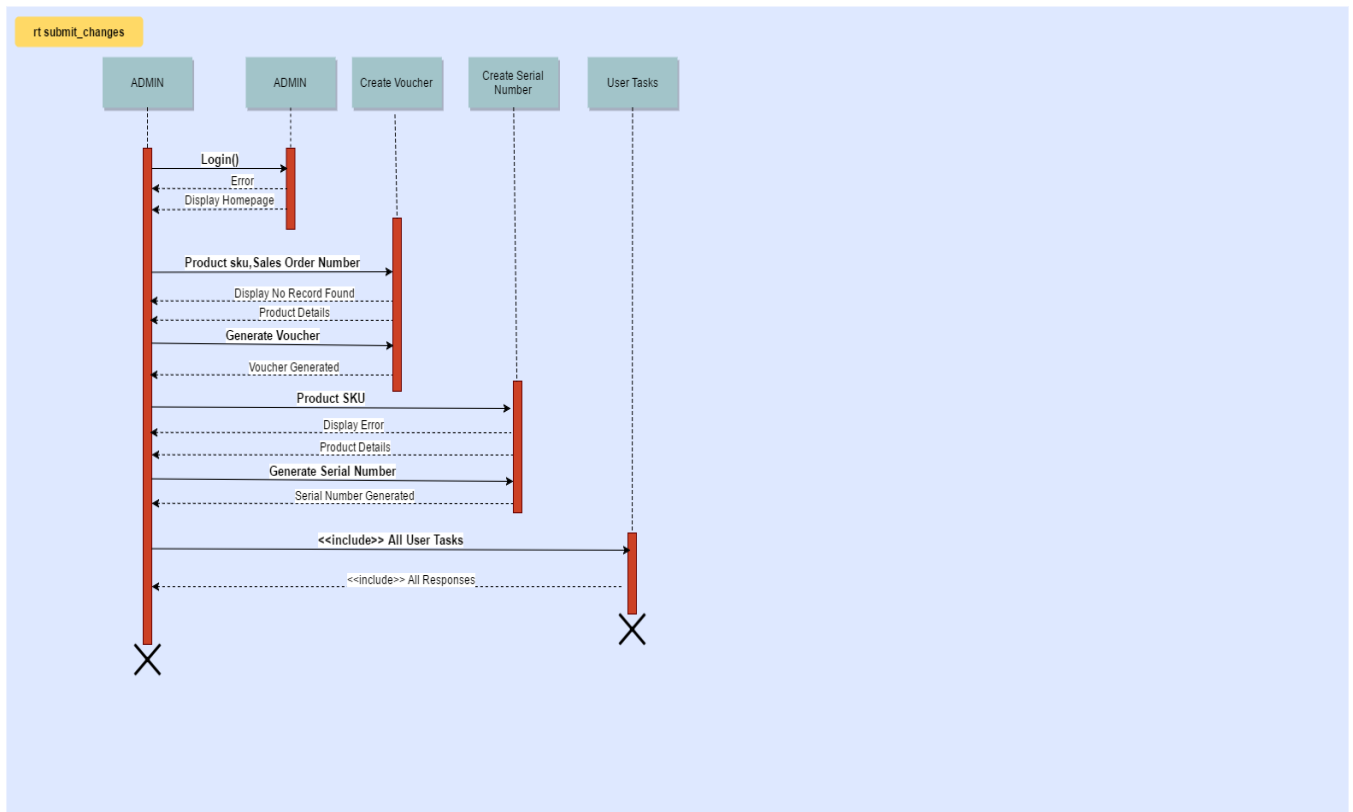 rt submit_changes
ADMIN
ADMIN
Create Voucher
Create Serial
Number
User Tasks
Login()
Error
Display Homepage
Product sku,Sales Order Number
Display No Record Found
Product Details
Generate Voucher
Voucher Generated
Product SKU
Display Error
Product Details
Generate Serial Number
Serial Number Generated
<<include>> All User Tasks
<<include>> All Responses